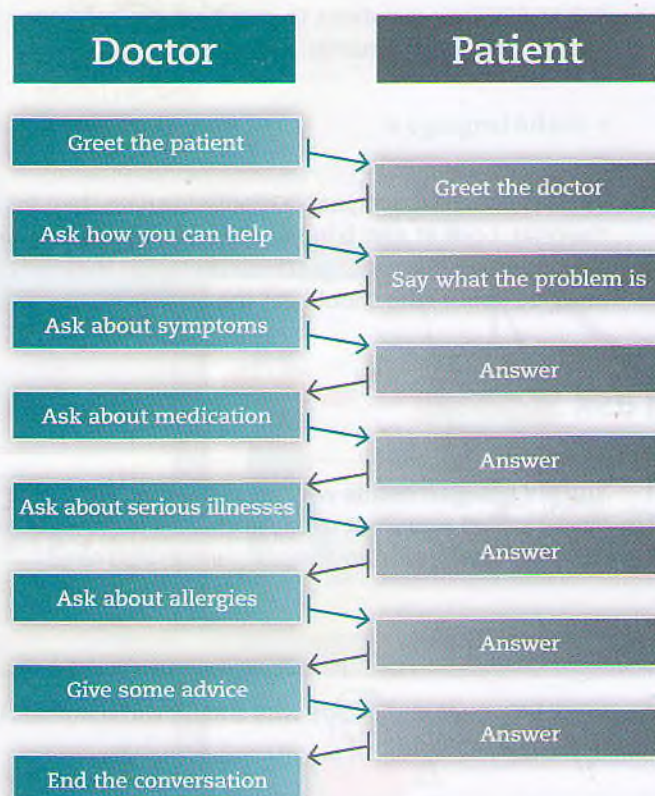 Doctor
Patient
Greet the patient
Greet the doctor
Ask how you can help
Say what the problem is
Ask about symptoms
Answer
Ask about medication
Answer
Ask about serious illnesses
Answer
Ask about allergies
Answer
Give some advice
Answer
End the conversation